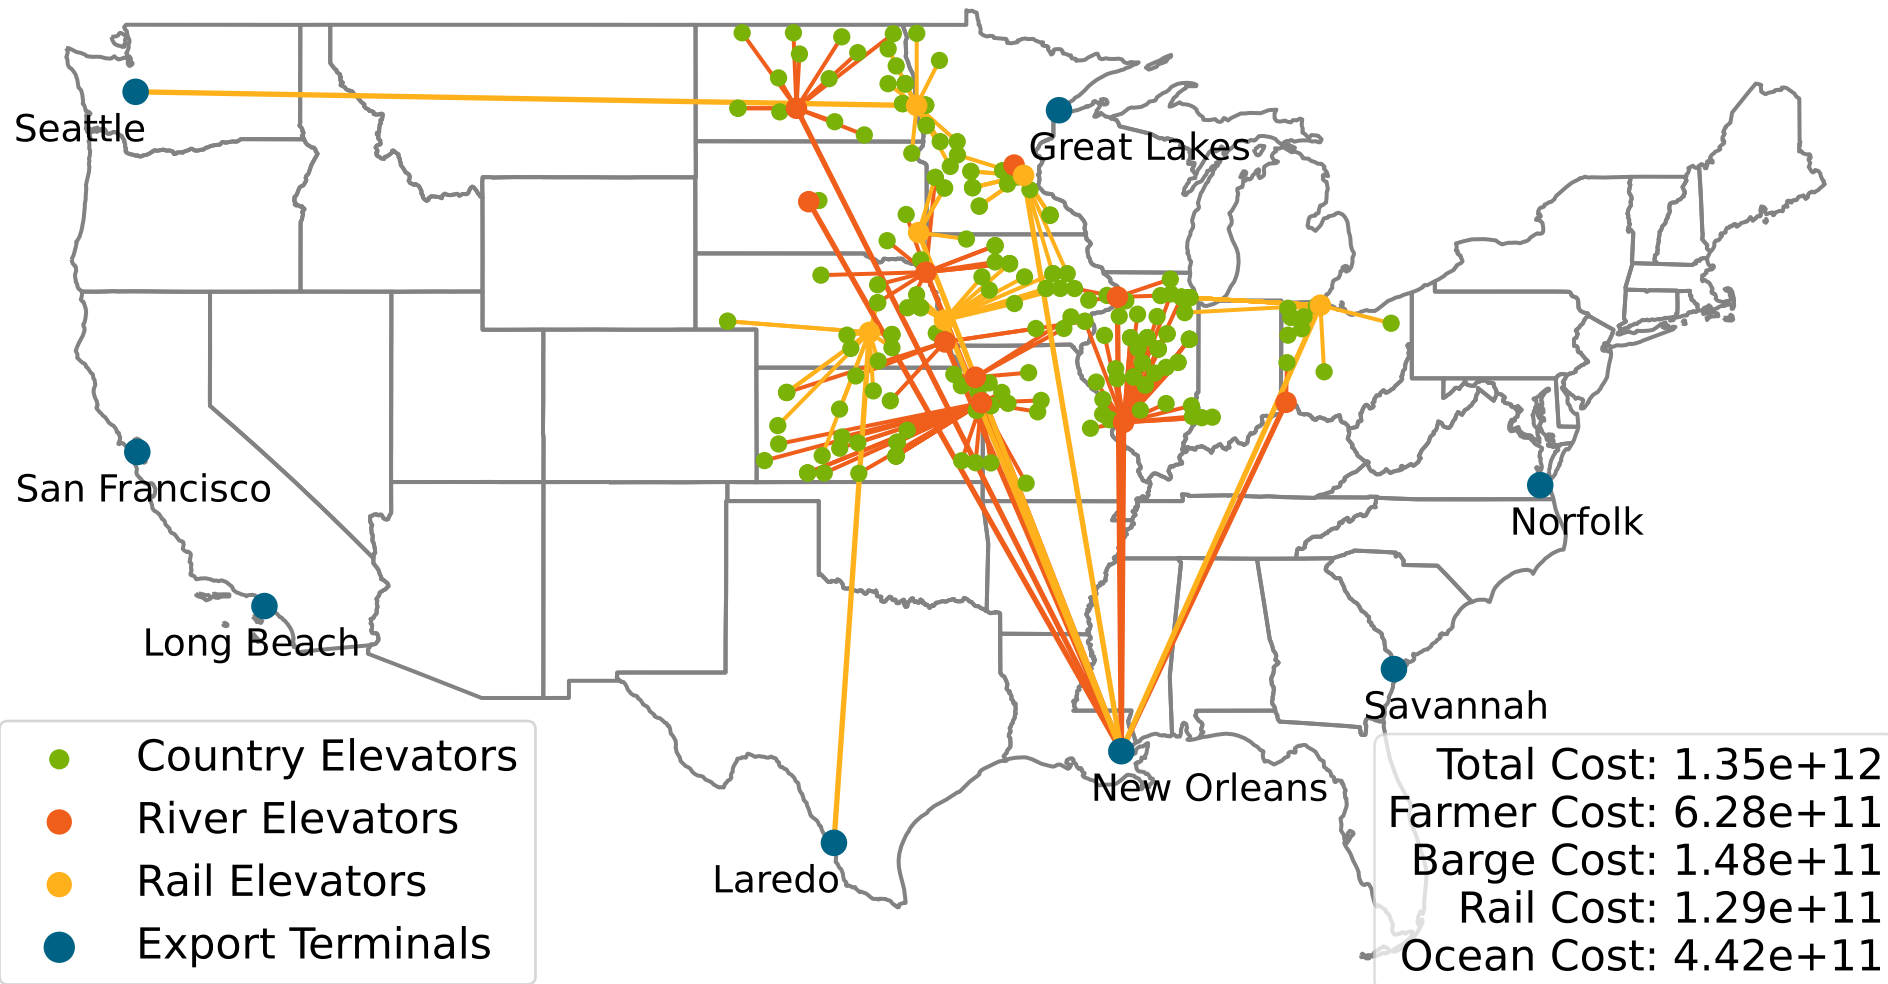 Seattle
Great Lakes
San Francisco
Norfolk
Long Beach
Savannah
New Orleans
Laredo
Country Elevators
River Elevators
Rail Elevators
Export Terminals
Total Cost: 1.35e+12
Farmer Cost: 6.28e+11
Barge Cost: 1.48e+11
Rail Cost: 1.29e+11
Ocean Cost: 4.42e+11